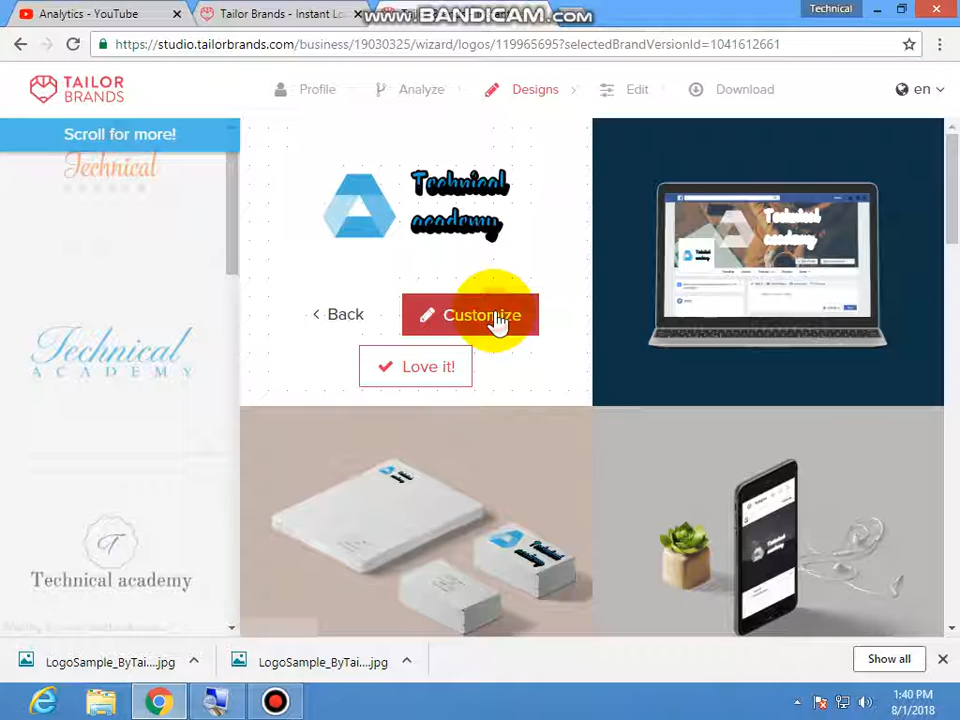 Analytics - YouTube
Tailor Brands - Instant Lo
www.BANDICAM.com
Technical
https://studio.tailorbrands.com/business/19030325/wizard/logos/119965695?selectedBrandVersionId=1041612661
TAILOR
BRANDS
Profile
Analyze
Designs
Edit
Download
en
Scroll for more!
Technical
Technical
ACADEMY
T
Technical academy
Technical
academy
Back
Customize
Love it!
Technical
academy
LogoSample_ByTai....jpg
LogoSample_ByTai....jpg
Show all
1:40 PM
8/1/2018